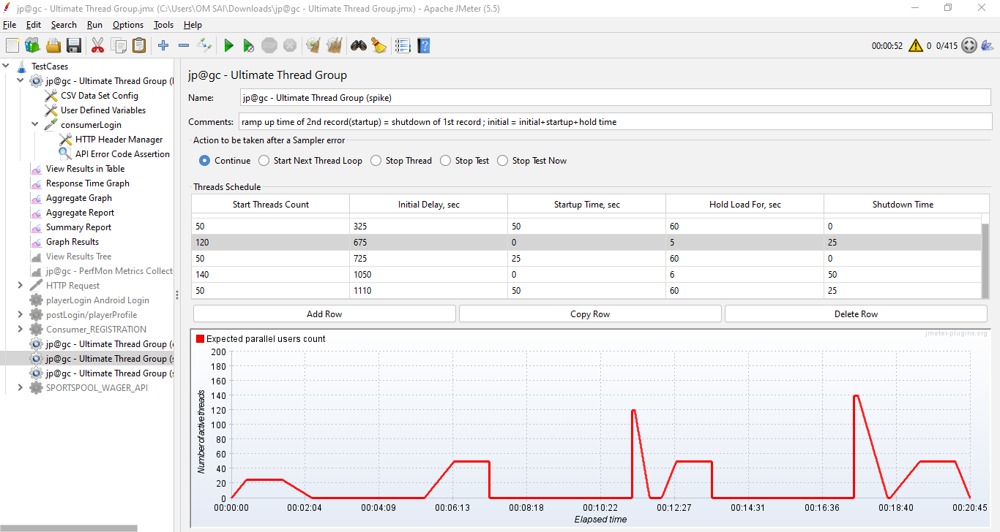 jp@gc - Ultimate Thread Group.jmx (C:\Users\OM SAI\Downloads\jp@gc - Ultimate Thread Group.jmx) - Apache JMeter (5.5)
File Edit Search Run Options Tools Help
STOP
00:00:52 0 0/415
TestCases
jp@gc - Ultimate Thread Group (
CSV Data Set Config
User Defined Variables
consumerLogin
HTTP Header Manager
API Error Code Assertion
View Results in Table
Response Time Graph
Aggregate Graph
Aggregate Report
Summary Report
Graph Results
View Results Tree
jp@gc - PerfMon Metrics Collect
HTTP Request
playerLogin Android Login
postLogin/playerProfile
Consumer_REGISTRATION
jp@gc - Ultimate Thread Group (
jp@gc - Ultimate Thread Group (s
jp@gc - Ultimate Thread Group (s
SPORTSPOOL_WAGER_API
jp@gc - Ultimate Thread Group
Name: jp@gc - Ultimate Thread Group (spike)
Comments: ramp up time of 2nd record(startup) = shutdown of 1st record ; initial = initial+startup+hold time
Action to be taken after a Sampler error
Continue Start Next Thread Loop Stop Thread Stop Test Stop Test Now
Threads Schedule
Start Threads Count Initial Delay, sec Startup Time, sec Hold Load For, sec Shutdown Time
50 325 50 60 0
120 675 0 5 25
50 725 25 60 0
140 1050 0 6 50
50 1110 50 60 25
Add Row Copy Row Delete Row
jmeter-plugins.org
Expected parallel users count
200
180
160
140
120
100
80
60
40
20
0
Number of active threads
00:00:00 00:02:04 00:04:09 00:06:13 00:08:18 00:10:22 00:12:27 00:14:31 00:16:36 00:18:40 00:20:45
Elapsed time